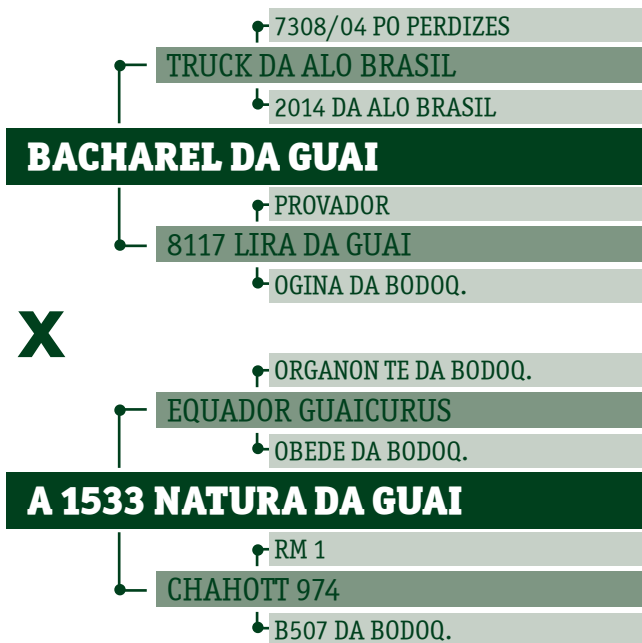 7308/04 PO PERDIZES
TRUCK DA ALO BRASIL
2014 DA ALO BRASIL
BACHAREL DA GUAI
PROVADOR
8117 LIRA DA GUAI
OGINA DA BODOQ.
X
ORGANON TE DA BODOQ.
EQUADOR GUAICURUS
OBEDE DA BODOQ.
A 1533 NATURA DA GUAI
RM 1
CHAHOTT 974
B507 DA BODOQ.